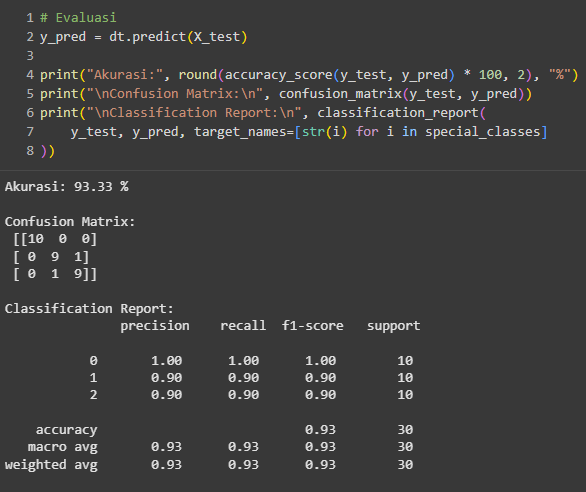 1 # Evaluasi
2 y_pred = dt.predict(X_test)
3
4 print("Akurasi:", round(accuracy_score(y_test, y_pred) * 100, 2), "%")
5 print("\nConfusion Matrix:\n", confusion_matrix(y_test, y_pred))
6 print("\nClassification Report:\n", classification_report(
7     y_test, y_pred, target_names=[str(i) for i in special_classes]
8 ))
Akurasi: 93.33 %
Confusion Matrix:
 [[10  0  0]
 [ 0  9  1]
 [ 0  1  9]]
Classification Report:
               precision    recall  f1-score   support
           0       1.00      1.00      1.00        10
           1       0.90      0.90      0.90        10
           2       0.90      0.90      0.90        10
    accuracy                           0.93        30
   macro avg       0.93      0.93      0.93        30
weighted avg       0.93      0.93      0.93        30